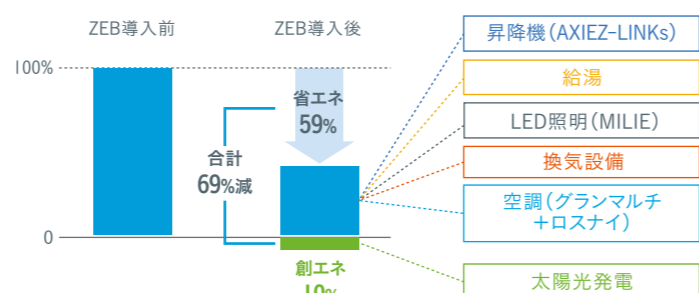 ZEB導入前
ZEB導入後
100%
0
省エネ
59%
合計
69%減
創エネ
10%
昇降機(AXIEZ-LINKs)
給湯
LED照明(MILIE)
換気設備
空調(グランマルチ
+ロスナイ)
太陽光発電